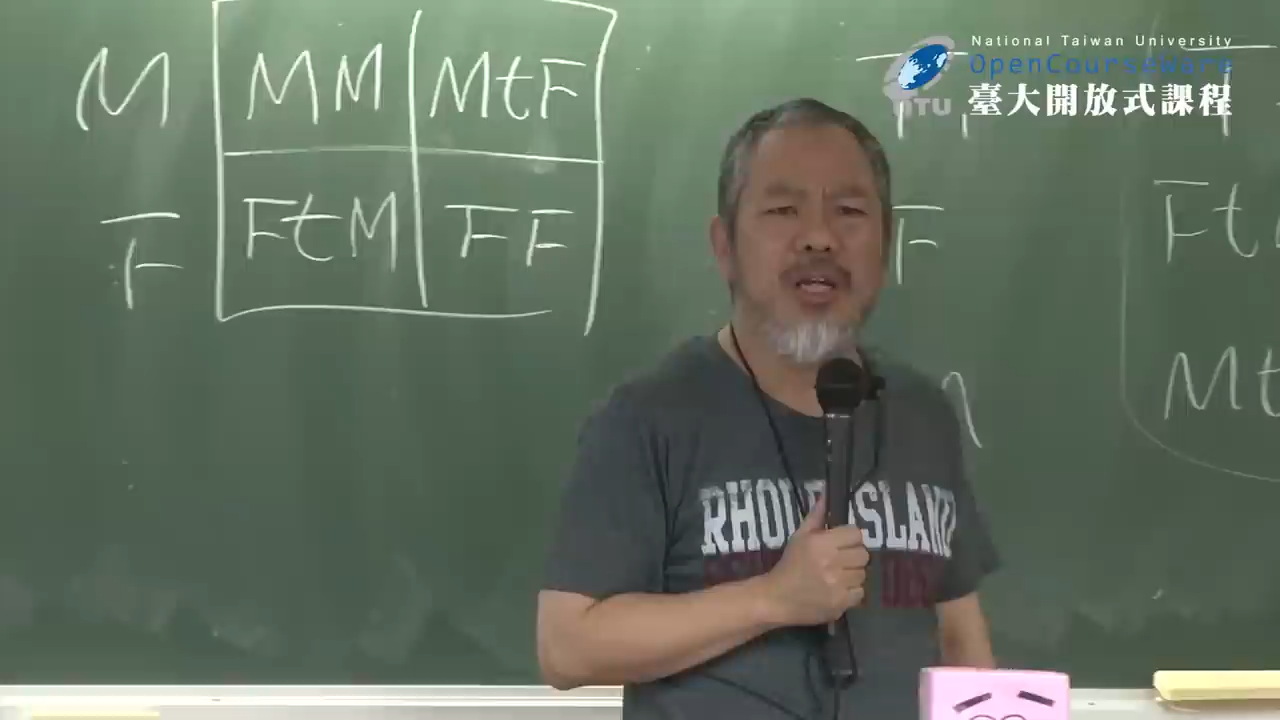 National Taiwan University
OpenCourseware
臺大開放式課程
NTU
M MM MtF
F FtM FF
F
Ft
Mt
RHODE ISLAND